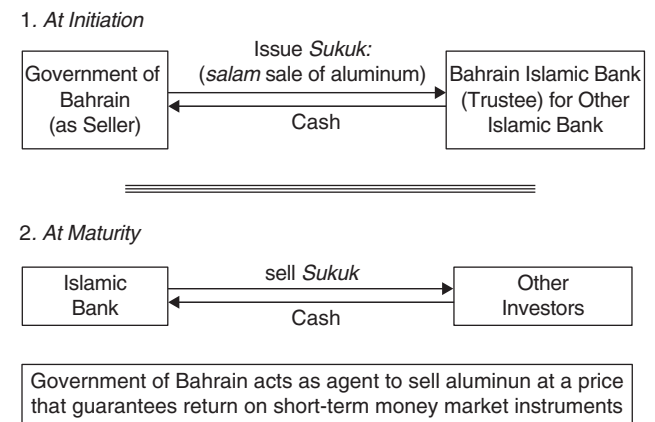 1. At Initiation
Issue Sukuk:
(salam sale of aluminum)
Government of
Bahrain
(as Seller)
Cash
Bahrain Islamic Bank
(Trustee) for Other
Islamic Bank
2. At Maturity
Islamic
Bank
sell Sukuk
Cash
Other
Investors
Government of Bahrain acts as agent to sell aluminun at a price
that guarantees return on short-term money market instruments